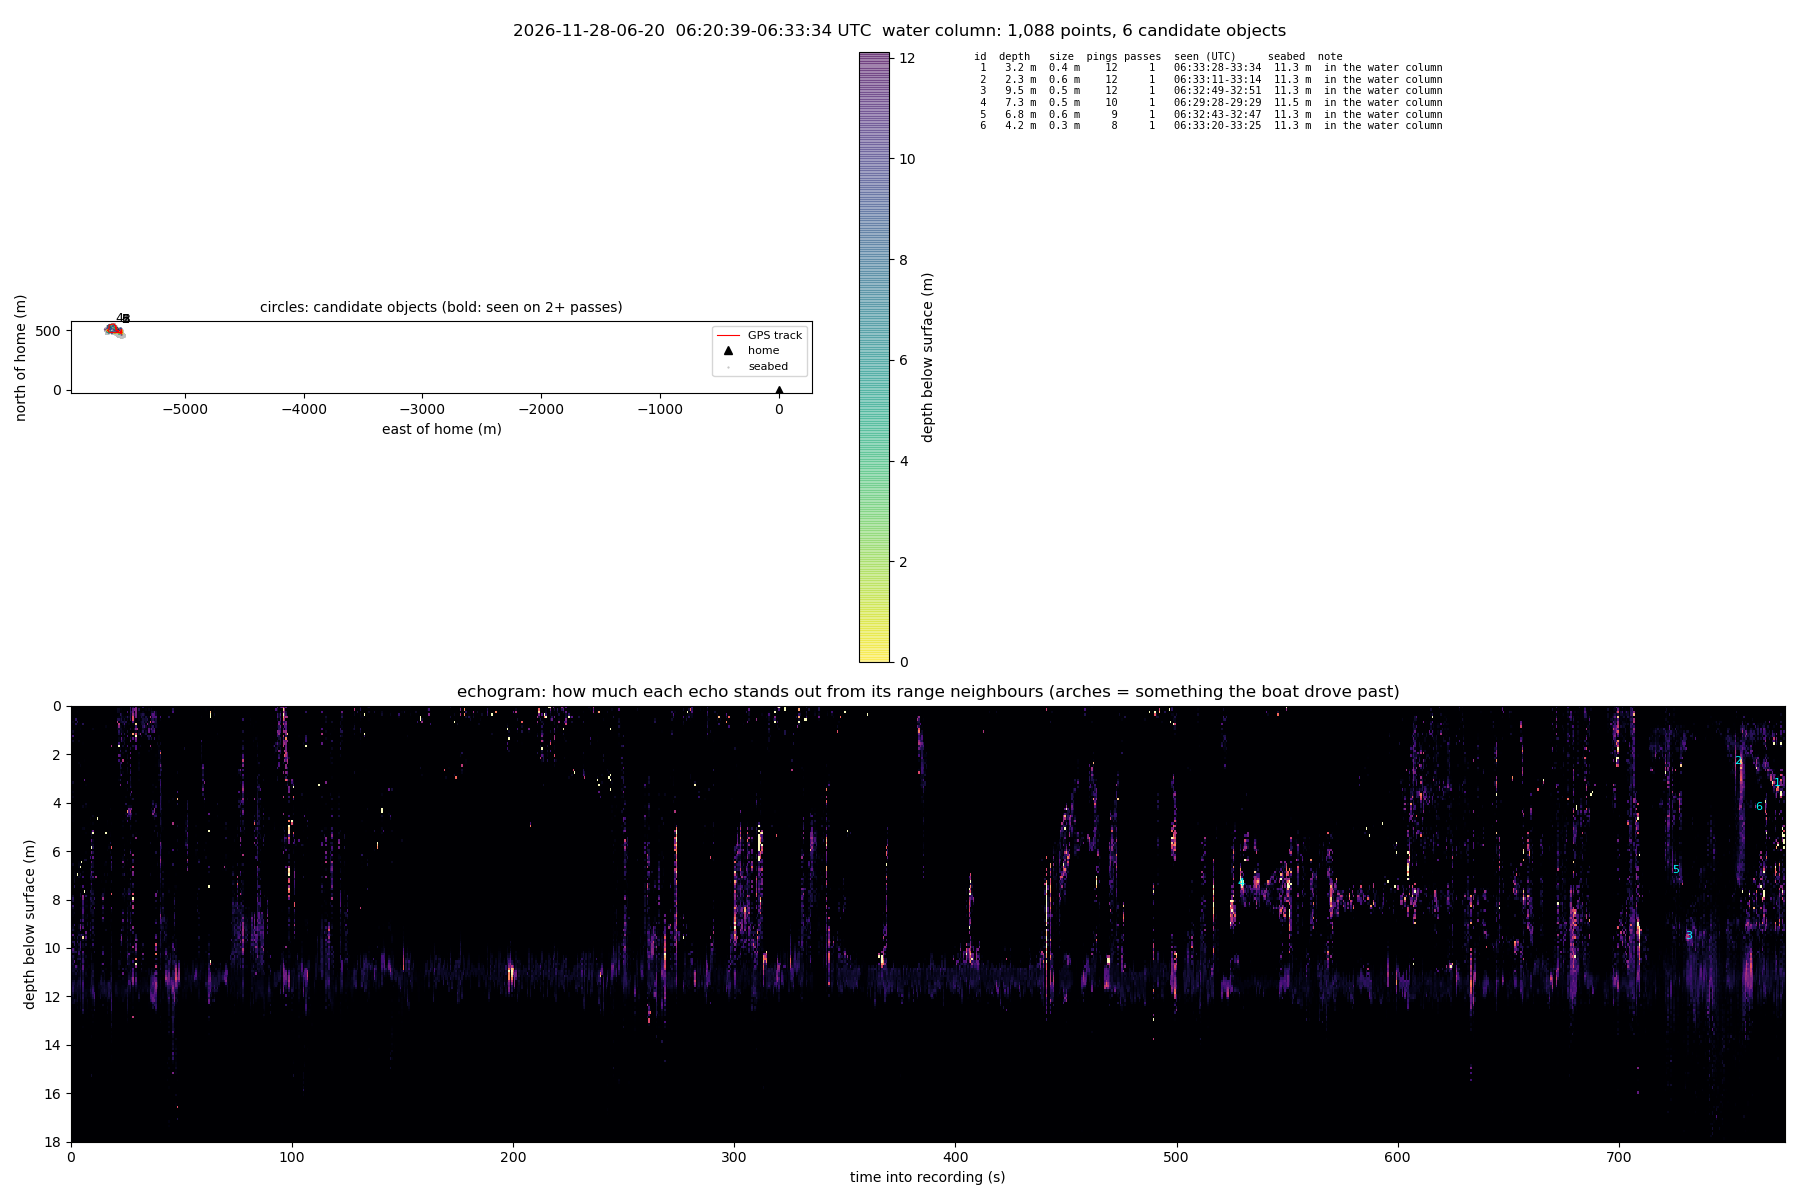 2026-11-28-06-20  06:20:39-06:33:34 UTC  water column: 1,088 points, 6 candidate objects
id  depth  size  pings passes  seen (UTC)  seabed  note
1  3.2 m  0.4 m  12  1  06:33:28-33:34  11.3 m  in the water column
2  2.3 m  0.6 m  12  1  06:33:11-33:14  11.3 m  in the water column
3  9.5 m  0.5 m  12  1  06:32:49-32:51  11.3 m  in the water column
4  7.3 m  0.5 m  10  1  06:29:28-29:29  11.5 m  in the water column
5  6.8 m  0.6 m  9  1  06:32:43-32:47  11.3 m  in the water column
6  4.2 m  0.3 m  8  1  06:33:20-33:25  11.3 m  in the water column
circles: candidate objects (bold: seen on 2+ passes)
north of home (m)
500
0
4
GPS track
home
seabed
−5000 −4000 −3000 −2000 −1000 0
east of home (m)
12
10
8
6
4
2
0
depth below surface (m)
echogram: how much each echo stands out from its range neighbours (arches = something the boat drove past)
depth below surface (m)
0
2
4
6
8
10
12
14
16
18
2
1
6
5
3
0 100 200 300 400 500 600 700
time into recording (s)